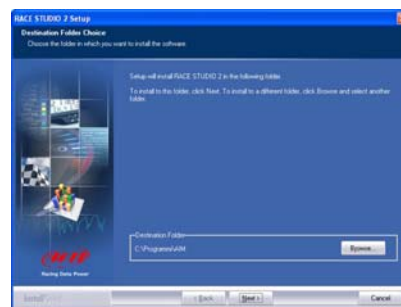 RACE STUDIO 2 Setup
Destination Folder Choice
Choose the folder in which you want to install the software.
Setup will install RACE STUDIO 2 in the following folder.
To install to this folder, click Next. To install to a different folder, click Browse and select another
folder.
Destination Folder
C:\Programmi\AIM
Browse...
Racing Data Power
< Back
Next >
Cancel